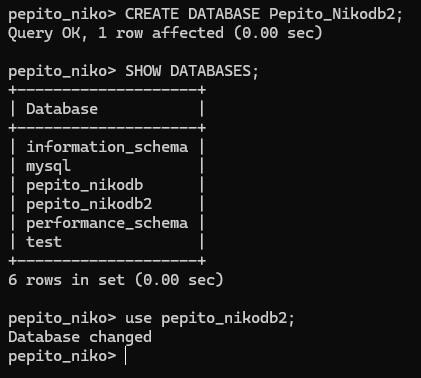 pepito_niko> CREATE DATABASE Pepito_Nikodb2;
Query OK, 1 row affected (0.00 sec)

pepito_niko> SHOW DATABASES;
+--------------------+
| Database           |
+--------------------+
| information_schema |
| mysql              |
| pepito_nikodb      |
| pepito_nikodb2     |
| performance_schema |
| test               |
+--------------------+
6 rows in set (0.00 sec)

pepito_niko> use pepito_nikodb2;
Database changed
pepito_niko>